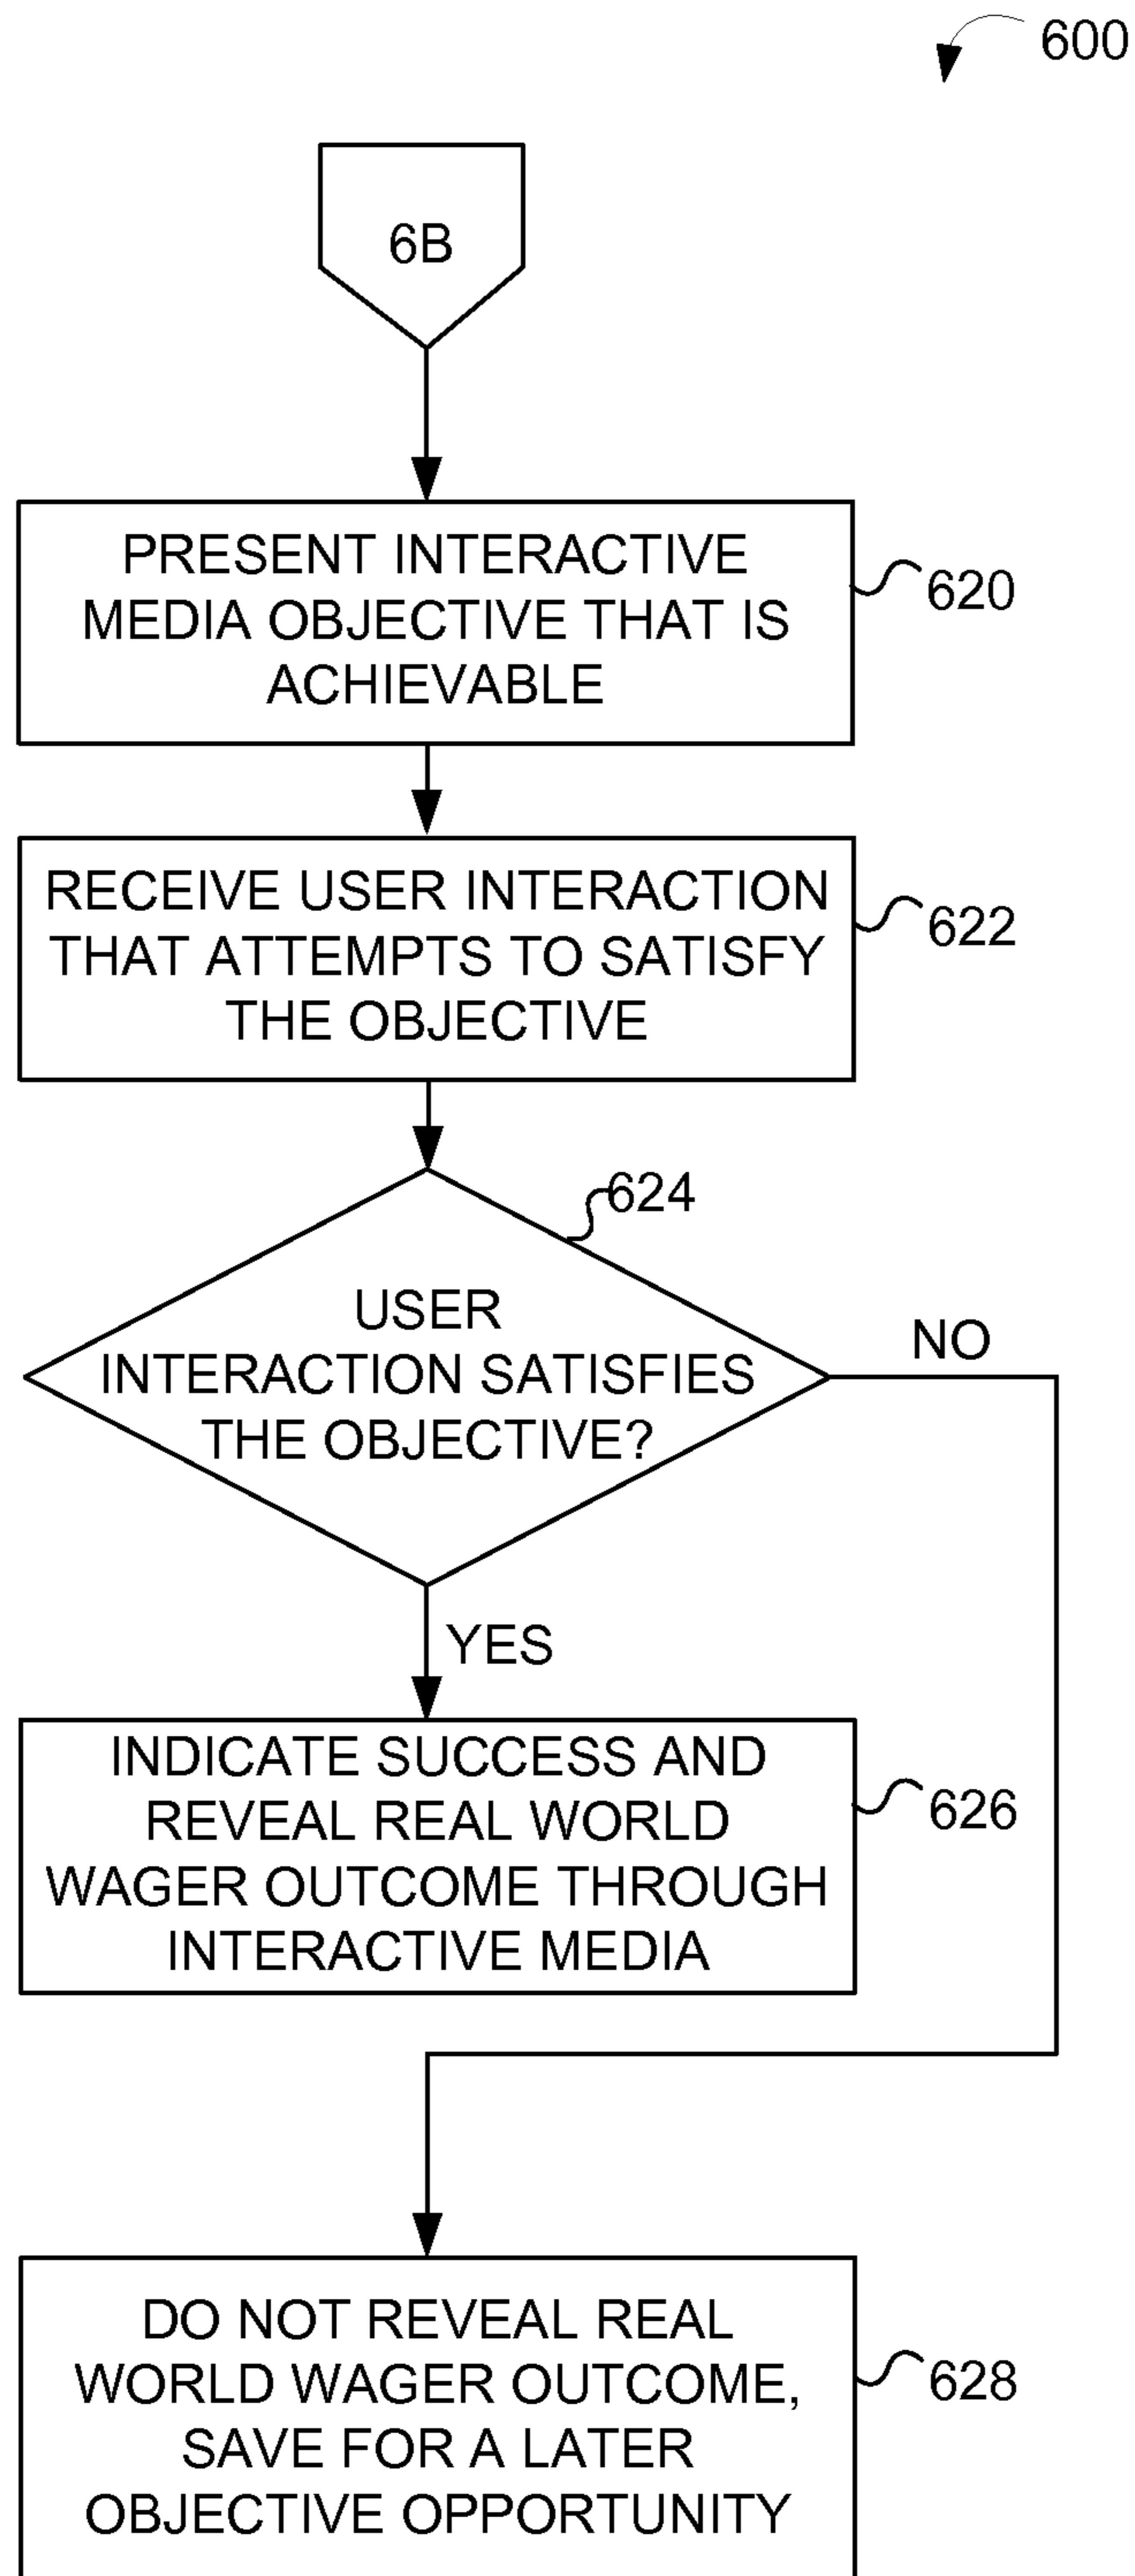 600
6B
PRESENT INTERACTIVE
MEDIA OBJECTIVE THAT IS
ACHIEVABLE
620
RECEIVE USER INTERACTION
THAT ATTEMPTS TO SATISFY
THE OBJECTIVE
622
624
USER
INTERACTION SATISFIES
THE OBJECTIVE?
NO
YES
INDICATE SUCCESS AND
REVEAL REAL WORLD
WAGER OUTCOME THROUGH
INTERACTIVE MEDIA
626
DO NOT REVEAL REAL
WORLD WAGER OUTCOME,
SAVE FOR A LATER
OBJECTIVE OPPORTUNITY
628